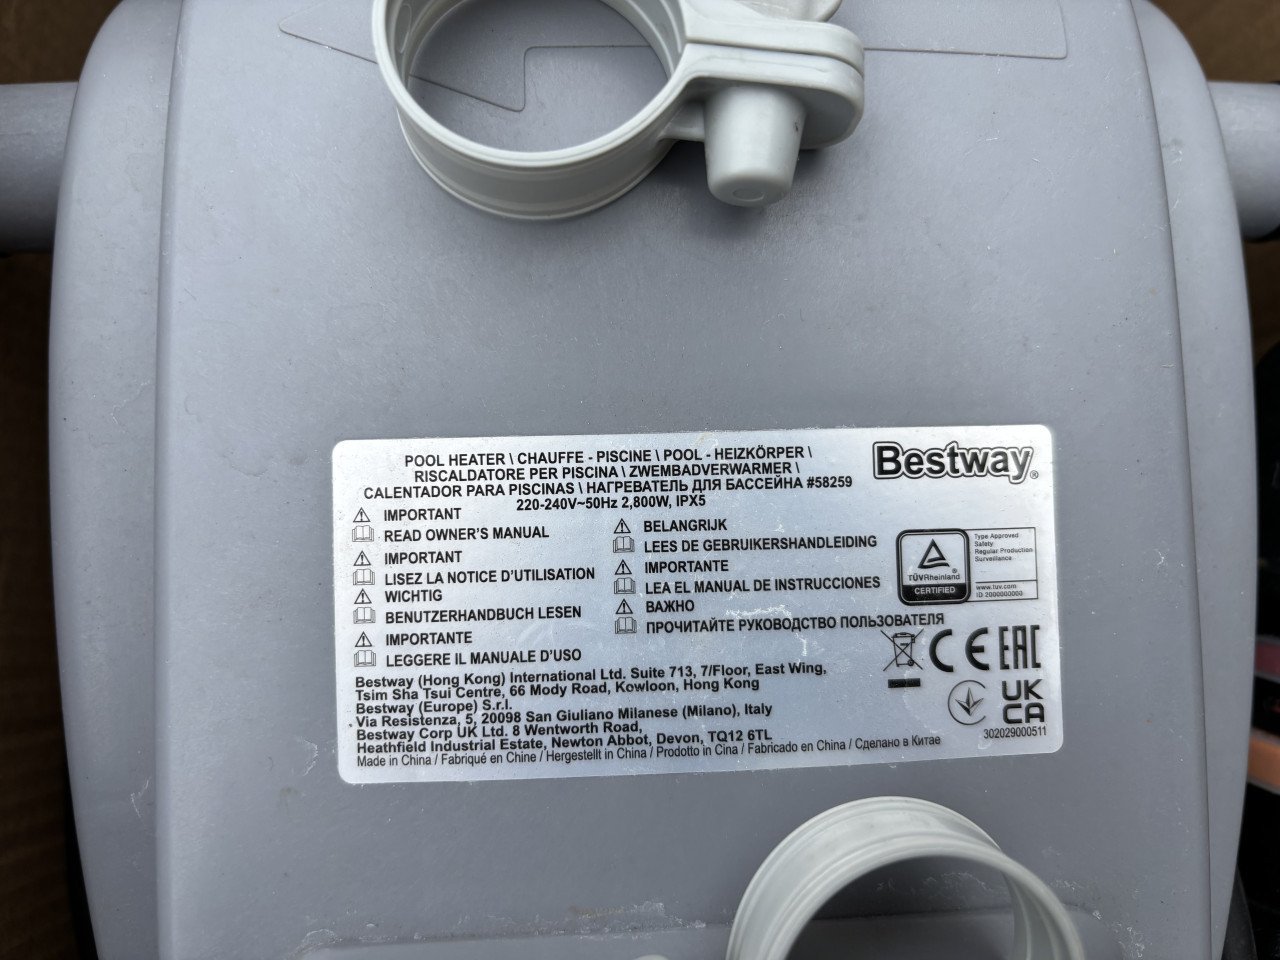 POOL HEATER \ CHAUFFE - PISCINE \ POOL - HEIZKÖRPER \
RISCALDATORE PER PISCINA \ ZWEMBADVERWARMER \
CALENTADOR PARA PISCINAS \ НАГРЕВАТЕЛЬ ДЛЯ БАССЕЙНА #58259
220-240V~50Hz 2,800W, IPX5
Bestway®
IMPORTANT
READ OWNER'S MANUAL
IMPORTANT
LISEZ LA NOTICE D'UTILISATION
WICHTIG
BENUTZERHANDBUCH LESEN
IMPORTANTE
LEGGERE IL MANUALE D'USO
BELANGRIJK
LEES DE GEBRUIKERSHANDLEIDING
IMPORTANTE
LEA EL MANUAL DE INSTRUCCIONES
ВАЖНО
ПРОЧИТАЙТЕ РУКОВОДСТВО ПОЛЬЗОВАТЕЛЯ
TÜVRheinland®
CERTIFIED
Type Approved
Safety
Regular Production
Surveillance
www.tuv.com
ID 2000000000
CE EAC
UK
CA
302029000511
Bestway (Hong Kong) International Ltd. Suite 713, 7/Floor, East Wing,
Tsim Sha Tsui Centre, 66 Mody Road, Kowloon, Hong Kong
Bestway (Europe) S.r.l.
Via Resistenza, 5, 20098 San Giuliano Milanese (Milano), Italy
Bestway Corp UK Ltd. 8 Wentworth Road,
Heathfield Industrial Estate, Newton Abbot, Devon, TQ12 6TL
Made in China / Fabriqué en Chine / Hergestellt in China / Prodotto in Cina / Fabricado en China / Сделано в Китае